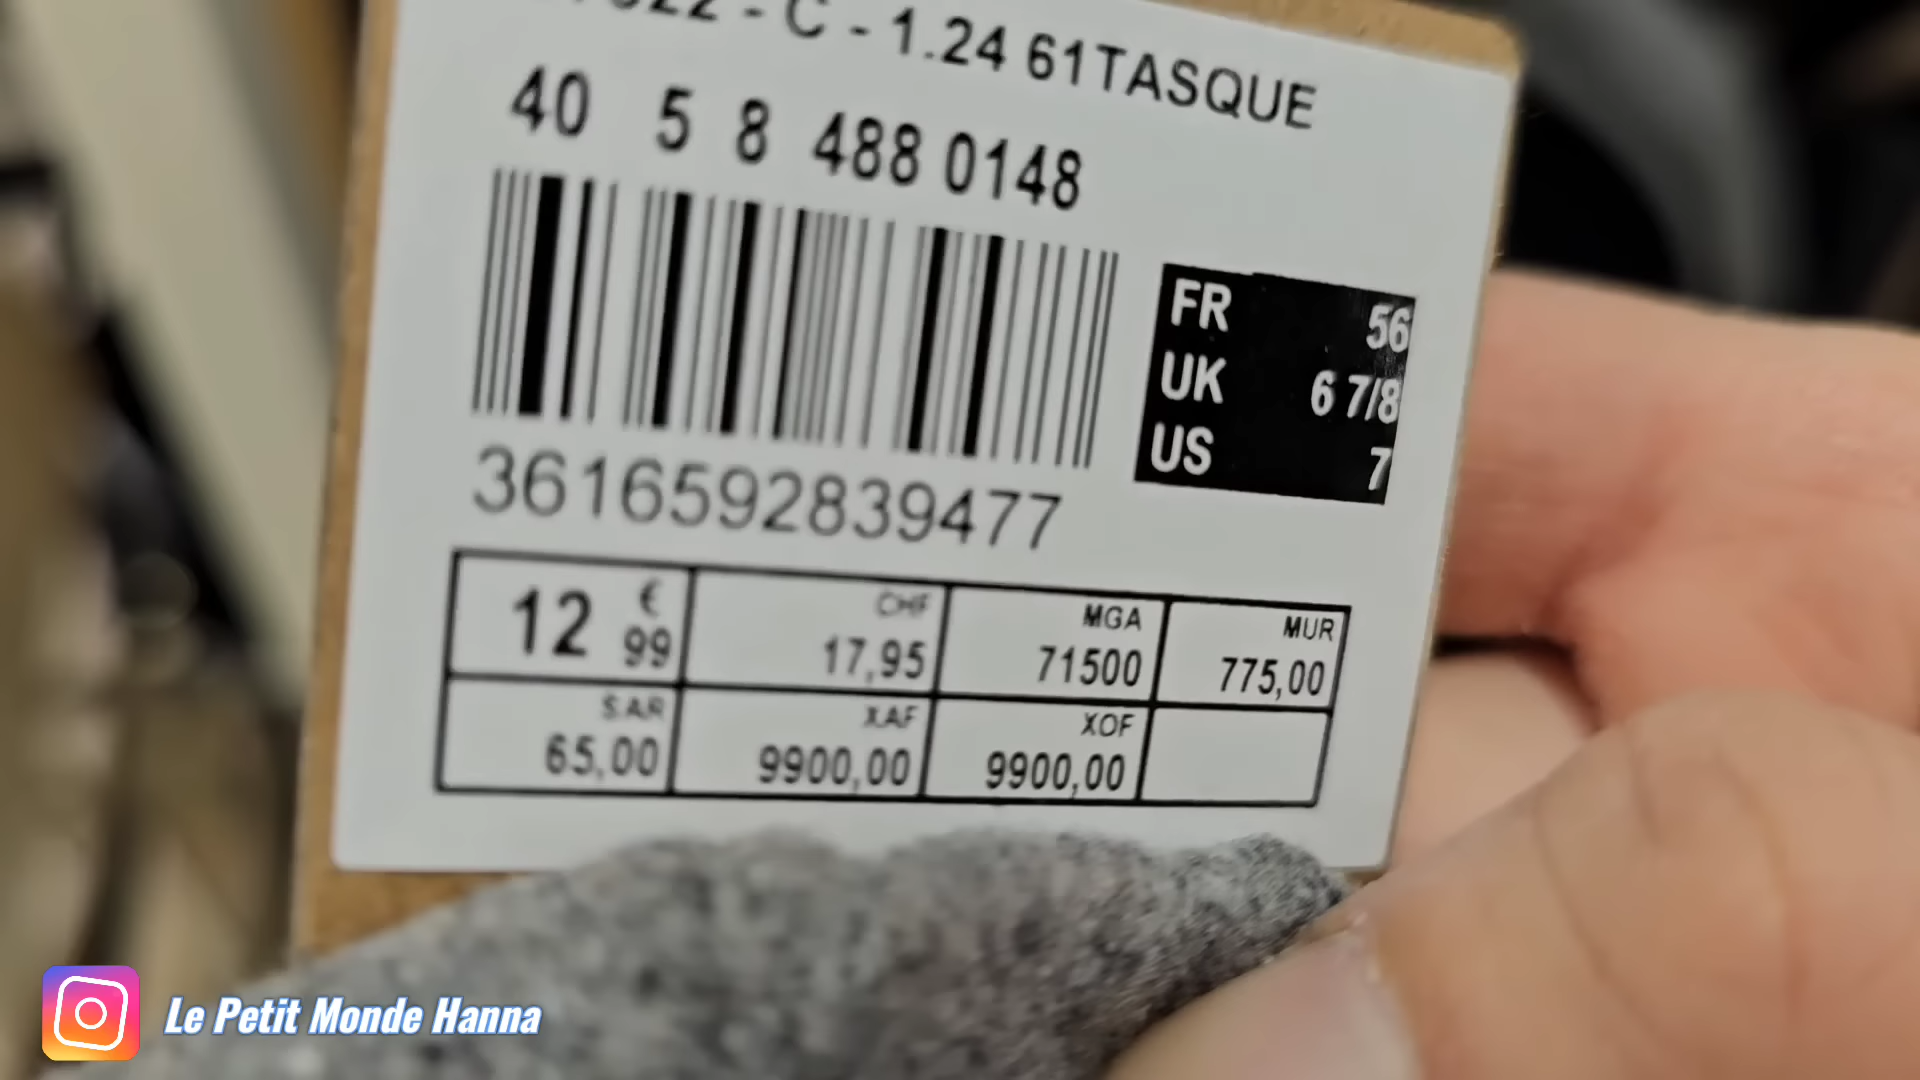 - C - 1.24 61TASQUE
40 5 8 488 0148
FR 56
UK 6 7/8
US 7
3616592839477
12 € 99
CHF 17,95
MGA 71500
MUR 775,00
SAR 65,00
XAF 9900,00
XOF 9900,00
Le Petit Monde Hanna